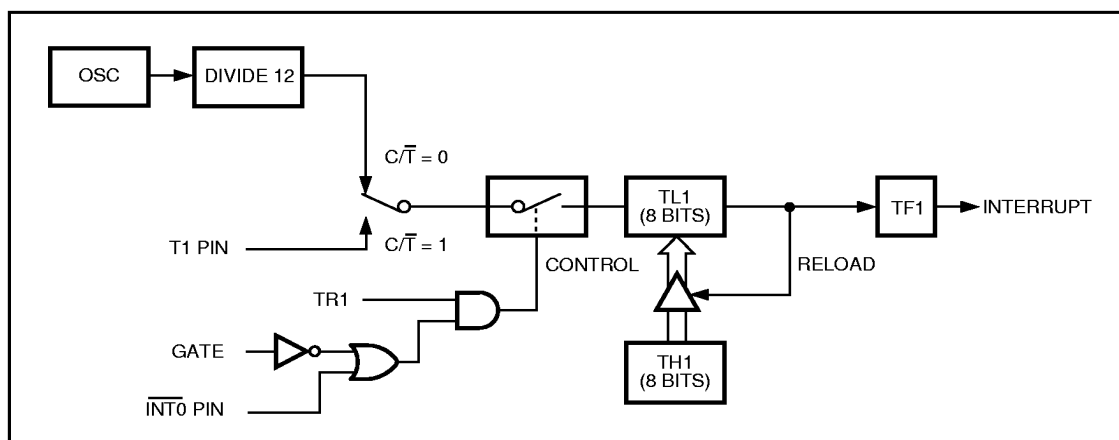 OSC
DIVIDE 12
C/T̅ = 0
TL1
(8 BITS)
TF1
INTERRUPT
T1 PIN
C/T̅ = 1
CONTROL
RELOAD
TR1
GATE
TH1
(8 BITS)
I̅N̅T̅0̅ PIN